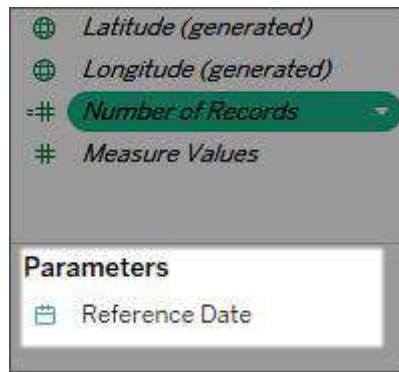 Latitude (generated)
Longitude (generated)
=# Number of Records
# Measure Values
Parameters
Reference Date